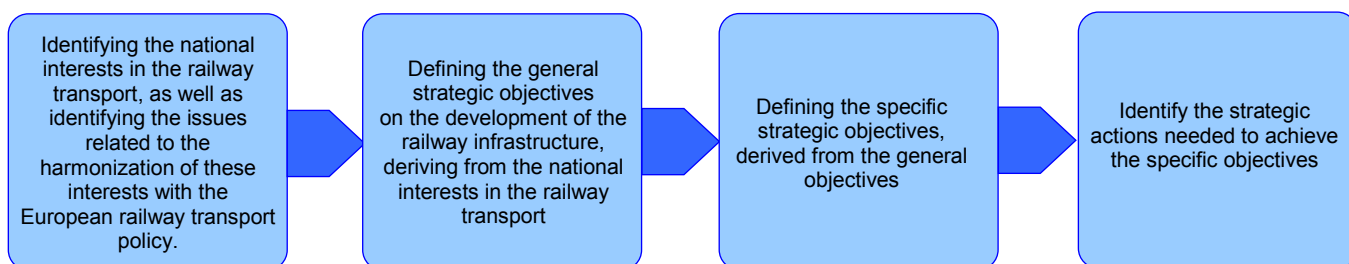 Identifying the national
interests in the railway
transport, as well as
identifying the issues
related to the
harmonization of these
interests with the
European railway transport
policy.
Defining the general
strategic objectives
on the development of the
railway infrastructure,
deriving from the national
interests in the railway
transport
Defining the specific
strategic objectives,
derived from the general
objectives
Identify the strategic
actions needed to achieve
the specific objectives